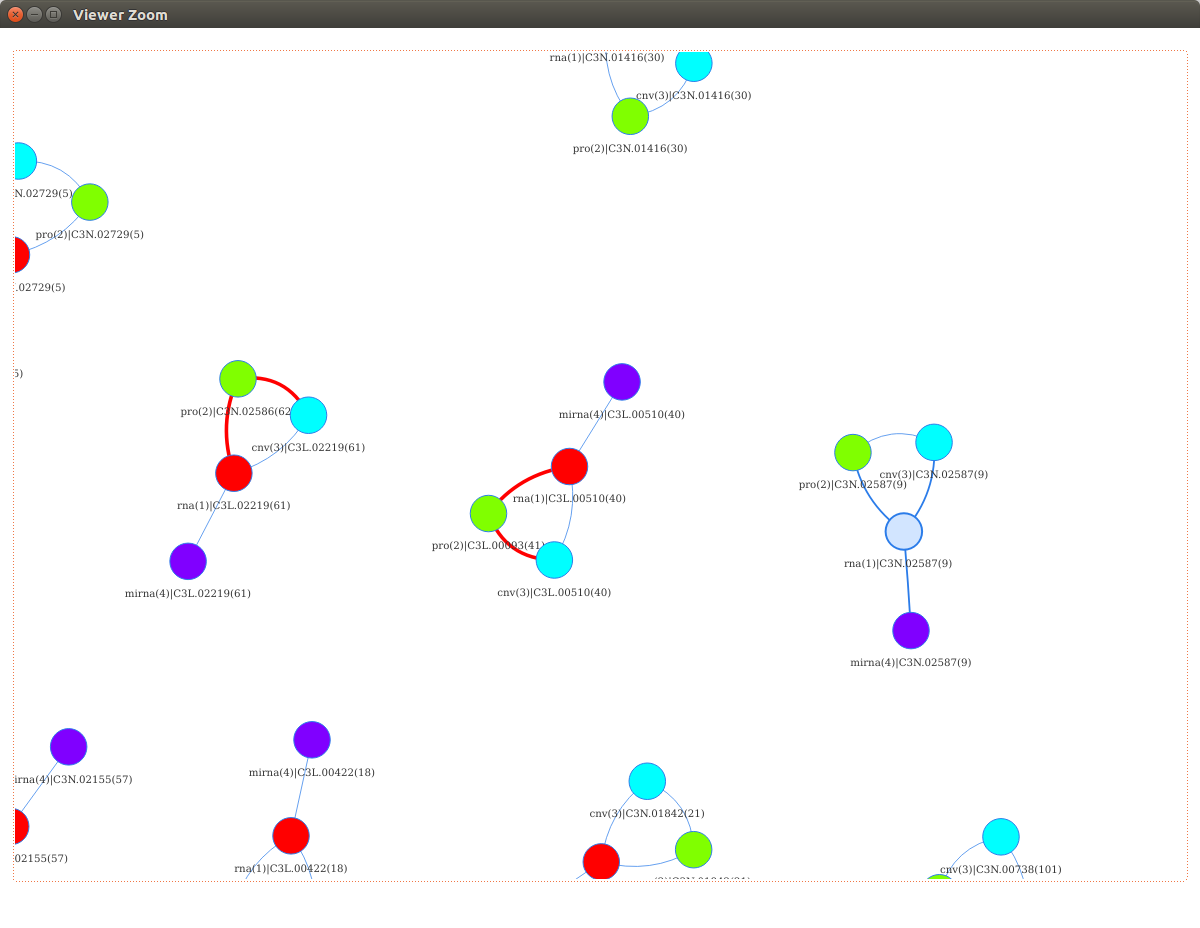 Viewer Zoom
rna(1)|C3N.01416(30)
cnv(3)|C3N.01416(30)
pro(2)|C3N.01416(30)
N.02729(5)
pro(2)|C3N.02729(5)
.02729(5)
5)
pro(2)|C3N.02586(62
cnv(3)|C3L.02219(61)
rna(1)|C3L.02219(61)
mirna(4)|C3L.02219(61)
mirna(4)|C3L.00510(40)
rna(1)|C3L.00510(40)
pro(2)|C3L.00093(41)
cnv(3)|C3L.00510(40)
cnv(3)|C3N.02587(9)
pro(2)|C3N.02587(9)
rna(1)|C3N.02587(9)
mirna(4)|C3N.02587(9)
irna(4)|C3N.02155(57)
02155(57)
mirna(4)|C3L.00422(18)
rna(1)|C3L.00422(18)
cnv(3)|C3N.01842(21)
cnv(3)|C3N.00738(101)